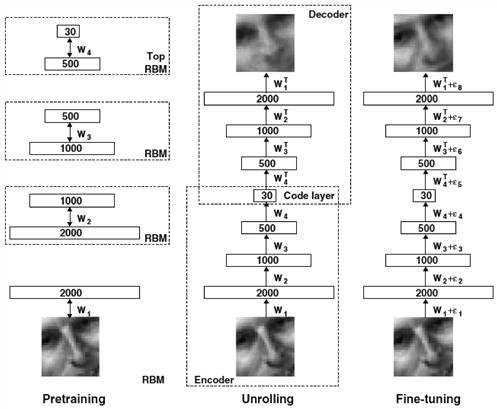 30
W4
500
Top
RBM
500
W3
1000
RBM
1000
W2
2000
RBM
2000
W1
RBM
Pretraining
Decoder
W1T
2000
W2T
1000
W3T
500
W4T
30
Code layer
W4
500
W3
1000
W2
2000
W1
Encoder
Unrolling
W1T+ε8
2000
W2T+ε7
1000
W3T+ε6
500
W4T+ε5
30
W4+ε4
500
W3+ε3
1000
W2+ε2
2000
W1+ε1
Fine-tuning